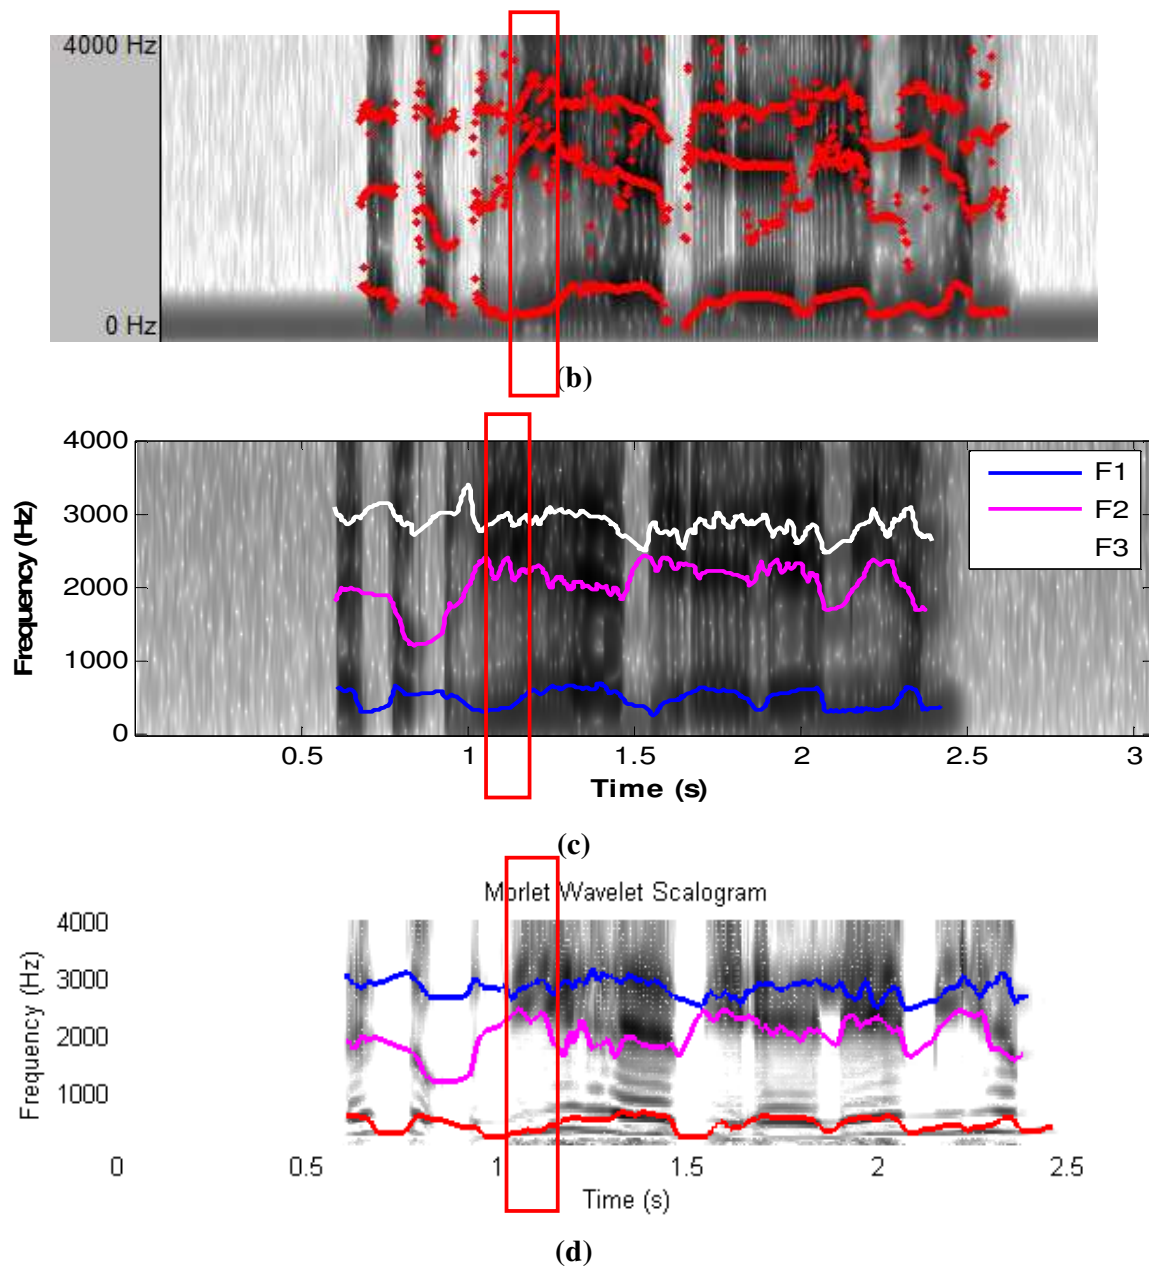 4000 Hz
0 Hz
(b)
4000
3000
2000
1000
0
Frequency (Hz)
F1
F2
F3
0.5 1 1.5 2 2.5 3
Time (s)
(c)
Morlet Wavelet Scalogram
4000
3000
2000
1000
Frequency (Hz)
0 0.5 1 1.5 2 2.5
Time (s)
(d)